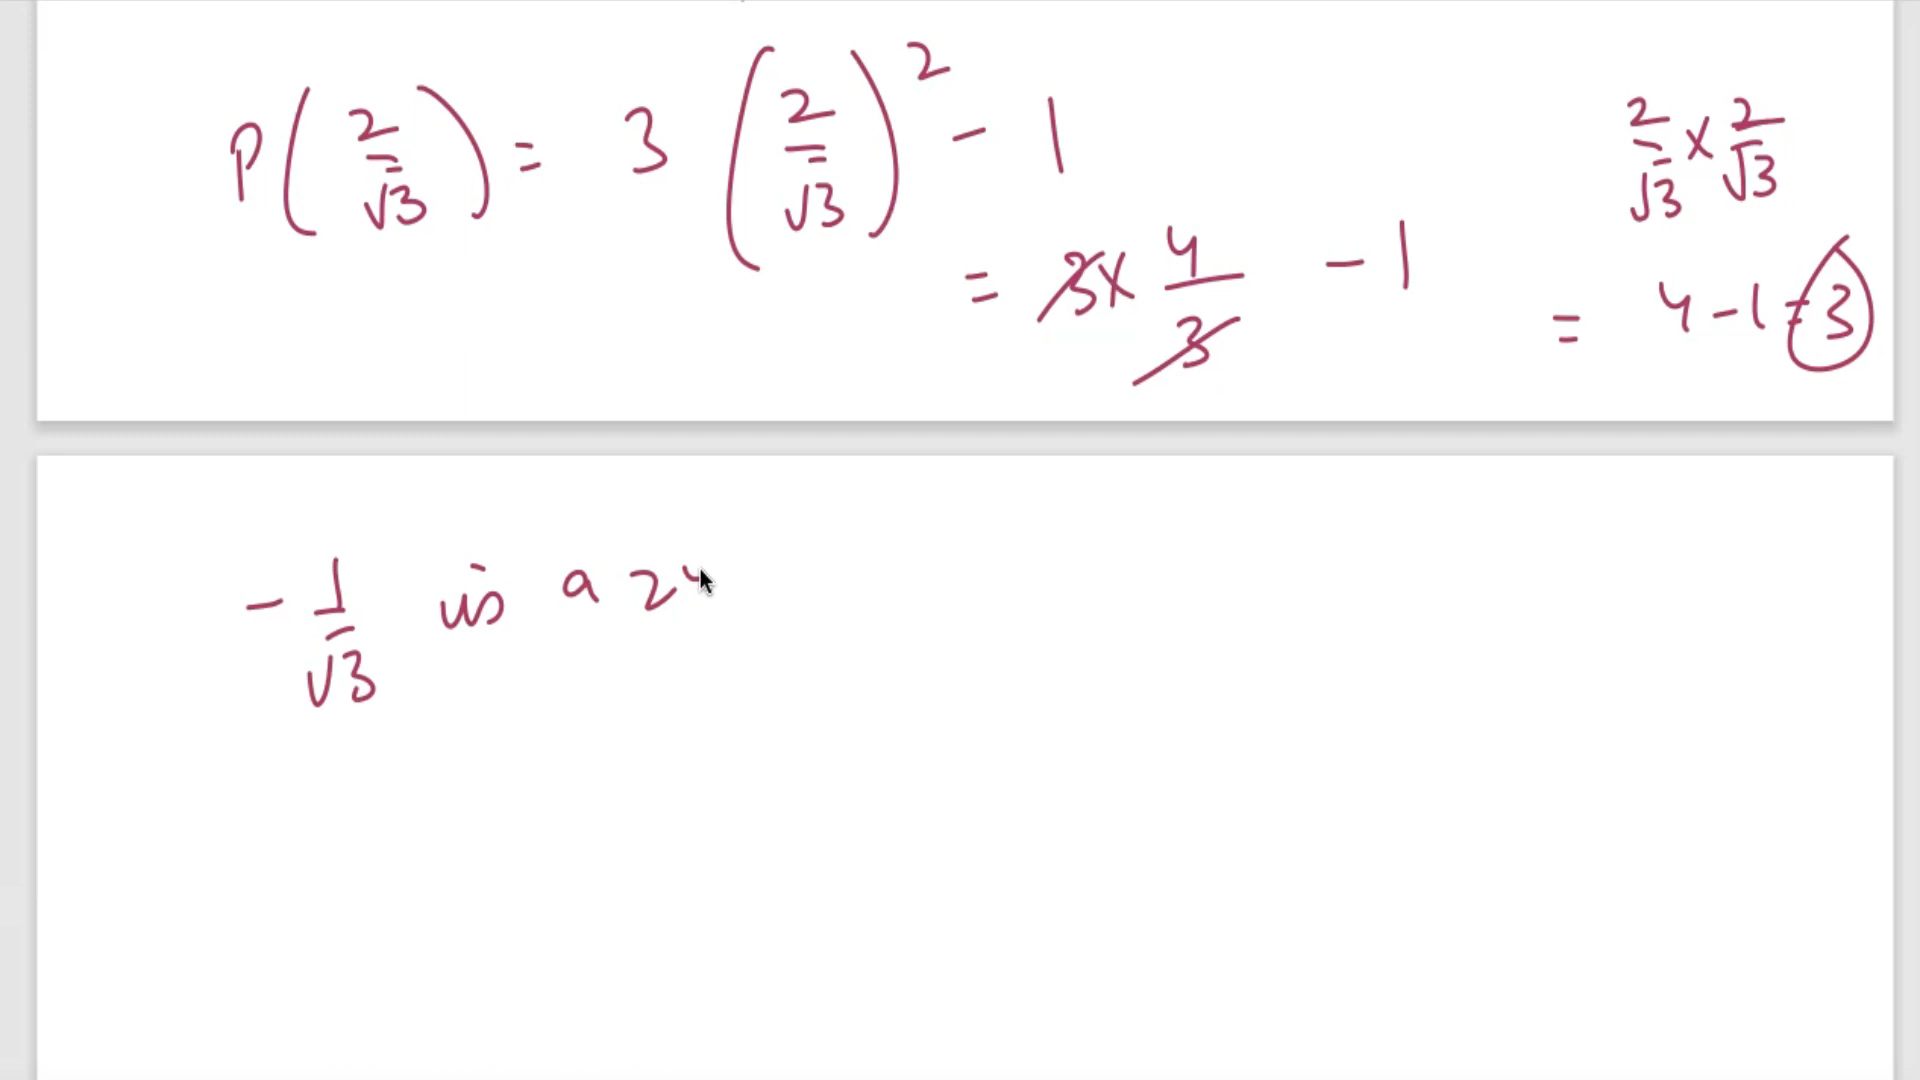 P(2/√3) = 3 (2/√3)² - 1
2/√3 × 2/√3
= 3× 4/3 - 1
= 4-1=3
-1/√3 is a